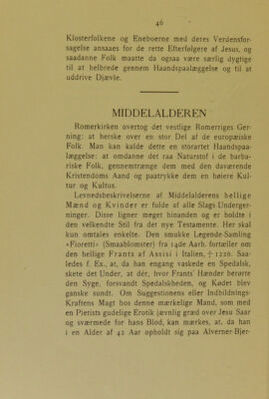 46
Klosterfolkene og Eneboerne med deres Verdensfor-
sagelse ansaaes for de rette Efterfølgere af Jesus, og
saadanne Folk maatte da ogsaa være særlig dygtige
til at helbrede gennem Haandspaalæggelse og til at
uddrive Djævle.
MIDDELALDEREN
Romerkirken overtog det vestlige Romerriges Ger-
ning: at herske over en stor Del af de europæiske
Folk. Man kan kalde dette en storartet Haandspaa-
læggelse: at omdanne det raa Naturstof i de barba-
riske Folk, gennemtrænge dem med den daværende
Kristendoms Aand og paatrykke dem en højere Kul-
tur og Kultus.
Levnedsbeskrivelserne af Middelalderens hellige
Mænd og Kvinder er fulde af alle Slags Undergер-
ninger. Disse ligner meget hinanden og er holdte i
den velkendte Stil fra det nye Testamente. Her skal
kun omtales enkelte. Den smukke Legende-Samling
«Fioretti» (Smaablomster) fra 14de Aarh. fortæller om
den hellige Frants af Assisi i Italien, † 1220. Saa-
ledes f. Ex., at, da han engang vaskede en Spedalsk,
skete det Under, at dér, hvor Frants' Hænder berørte
den Syge, forsvandt Spedalskheden, og Kødet blev
ganske sundt. Om Suggestionens eller Indbildnings-
Kraftens Magt hos denne mærkelige Mand, som med
en Pietists gudelige Erotik jævnlig græd over Jesu Saar
og sværmede for hans Blod, kan mærkes, at, da han
i en Alder af 42 Aar opholdt sig paa Alverner-Bjer-